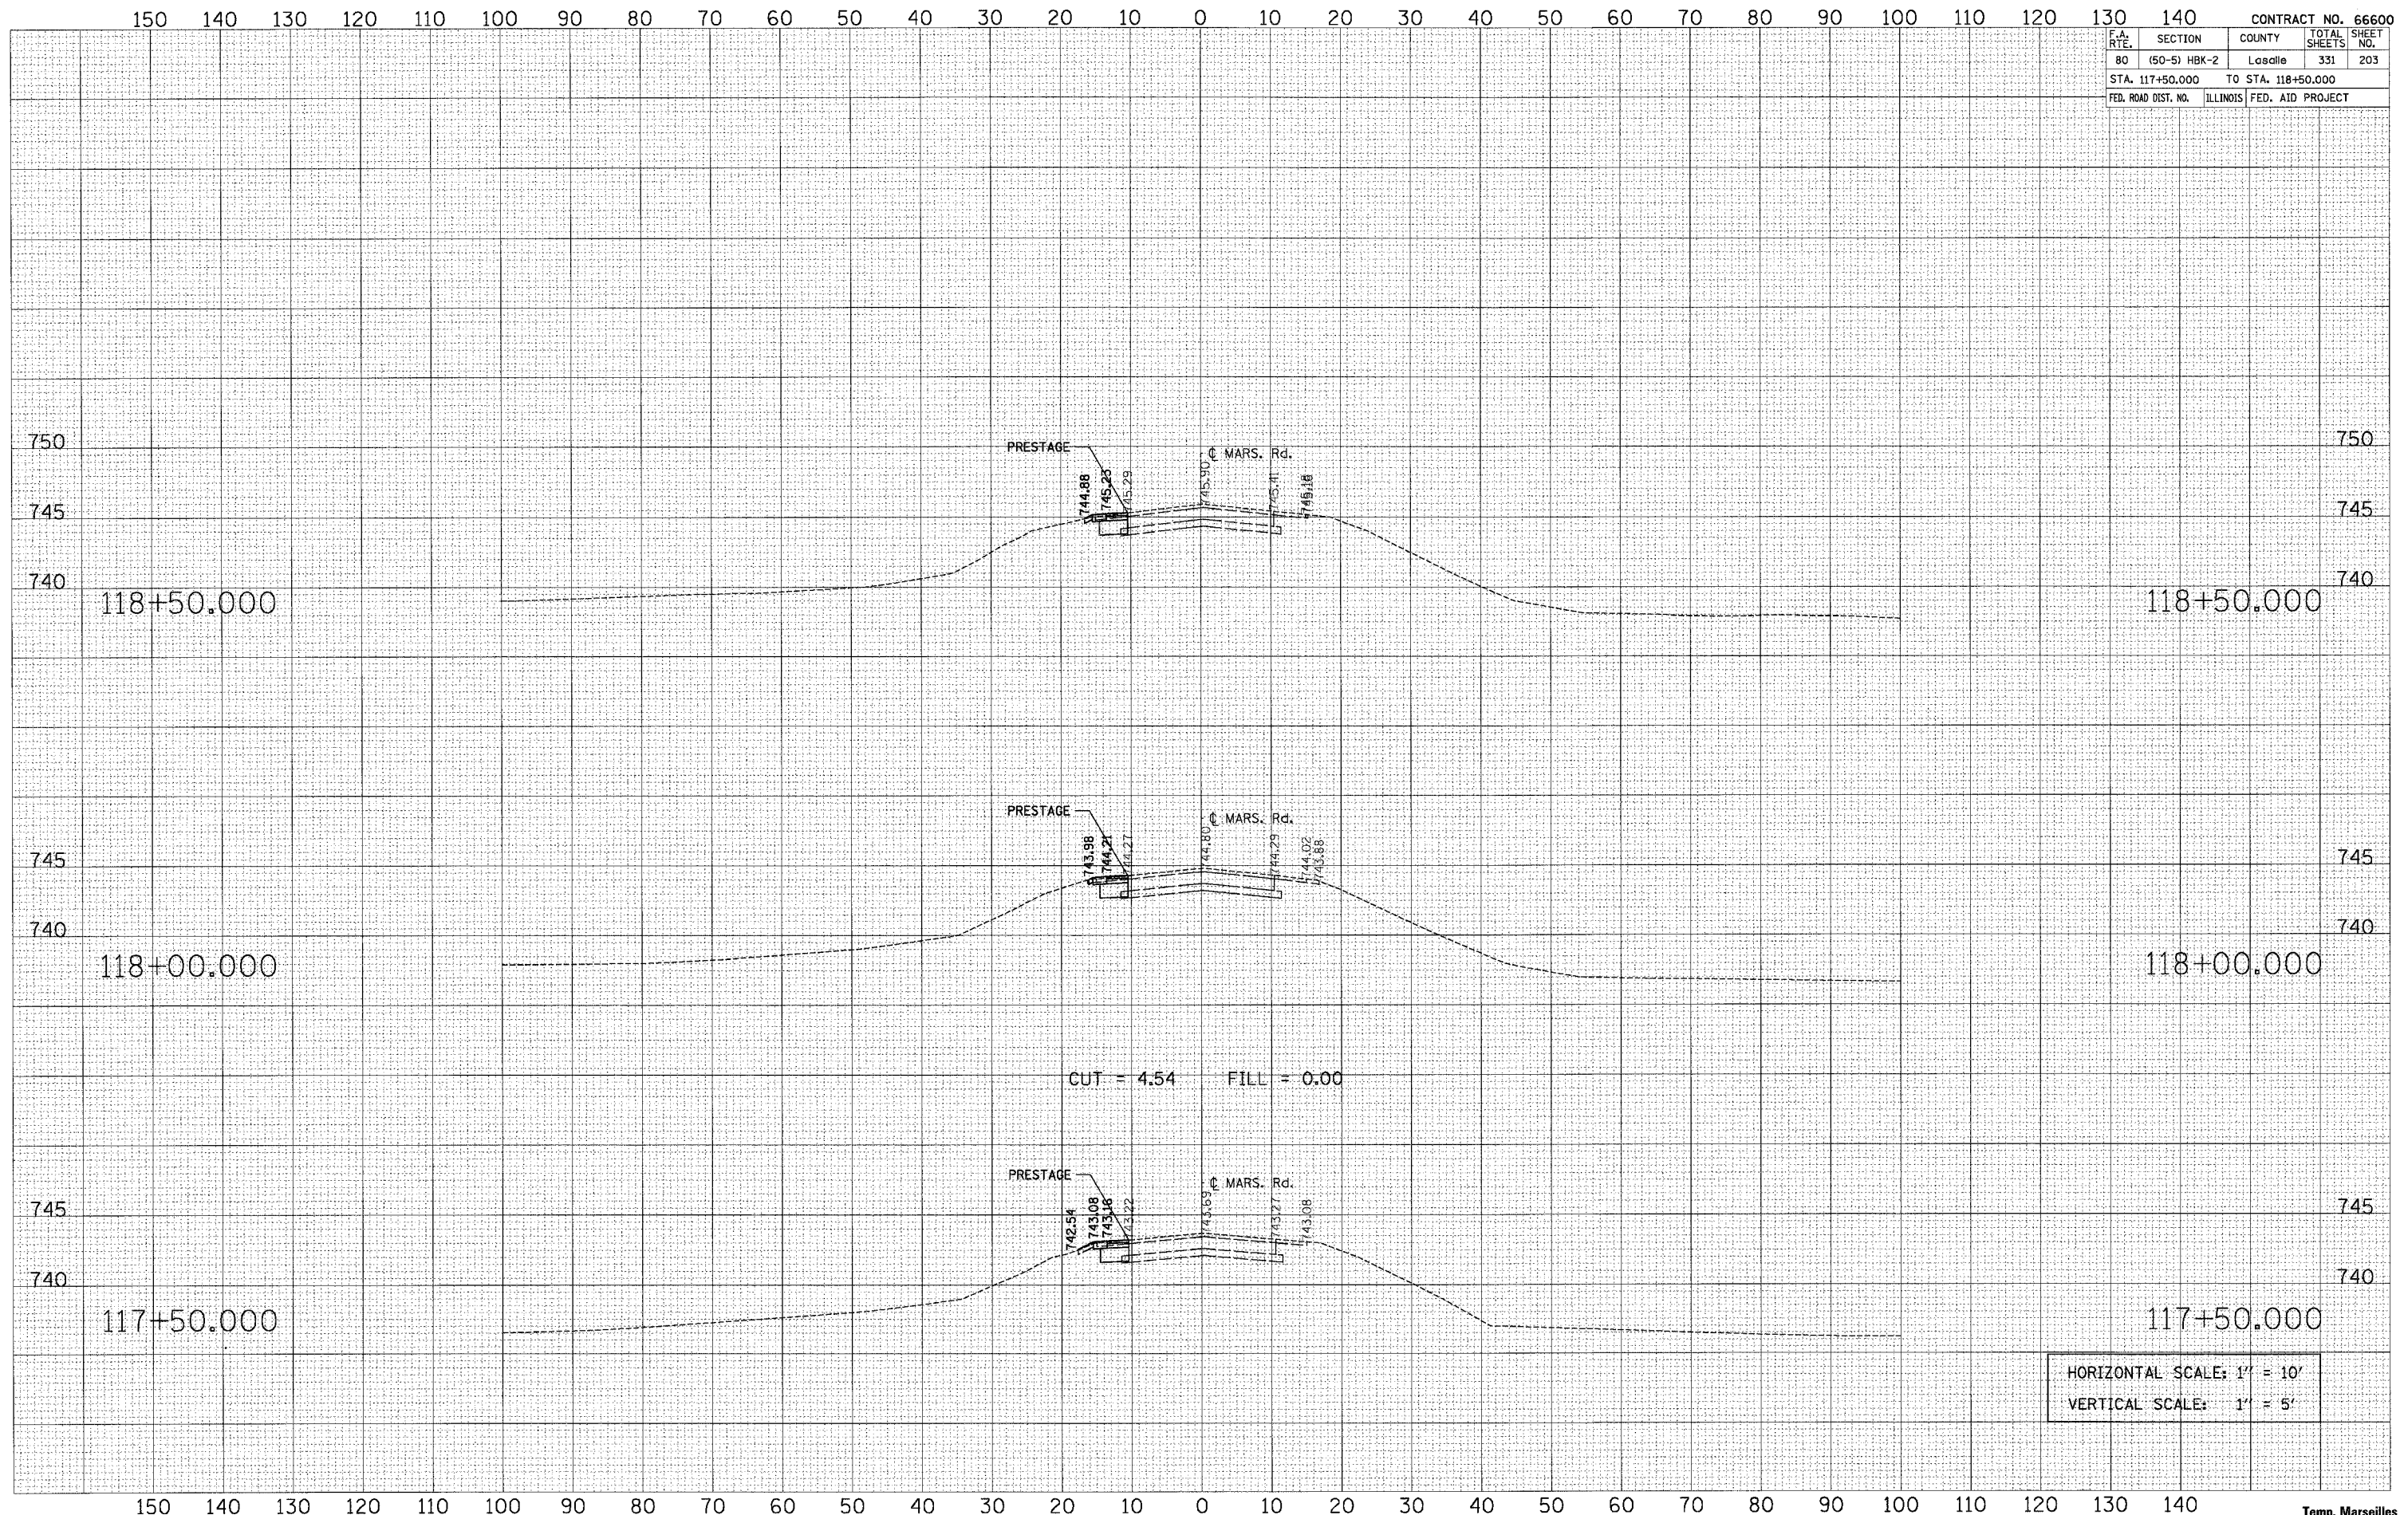 150 140 130 120 110 100 90 80 70 60 50 40 30 20 10 0 10 20 30 40 50 60 70 80 90 100 110 120 130 140
CONTRACT NO. 66600
F.A. RTE. SECTION COUNTY TOTAL SHEETS SHEET NO.
80 (50-5) HBK-2 Lasalle 331 203
STA. 117+50.000 TO STA. 118+50.000
FED. ROAD DIST. NO. ILLINOIS FED. AID PROJECT
750 750
PRESTAGE
℄ MARS. Rd.
744.88 745.23 745.29 745.90 745.41
745 745
740 740
118+50.000 118+50.000
PRESTAGE
℄ MARS. Rd.
743.98 744.21 744.27 744.80 744.29 744.02 743.88
745 745
740 740
118+00.000 118+00.000
CUT = 4.54 FILL = 0.00
PRESTAGE
℄ MARS. Rd.
742.54 743.08 743.16 743.22 743.69 743.27 743.08
745 745
740 740
117+50.000 117+50.000
HORIZONTAL SCALE: 1" = 10'
VERTICAL SCALE: 1" = 5'
150 140 130 120 110 100 90 80 70 60 50 40 30 20 10 0 10 20 30 40 50 60 70 80 90 100 110 120 130 140
Temp. Marseilles